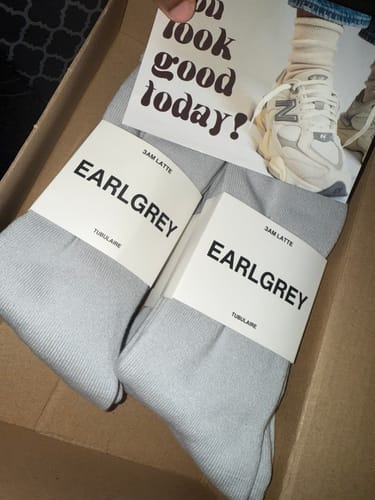 look
good
today!
N
3AM LATTE
EARLGREY
TUBULAIRE
3AM LATTE
EARLGREY
TUBULAIRE